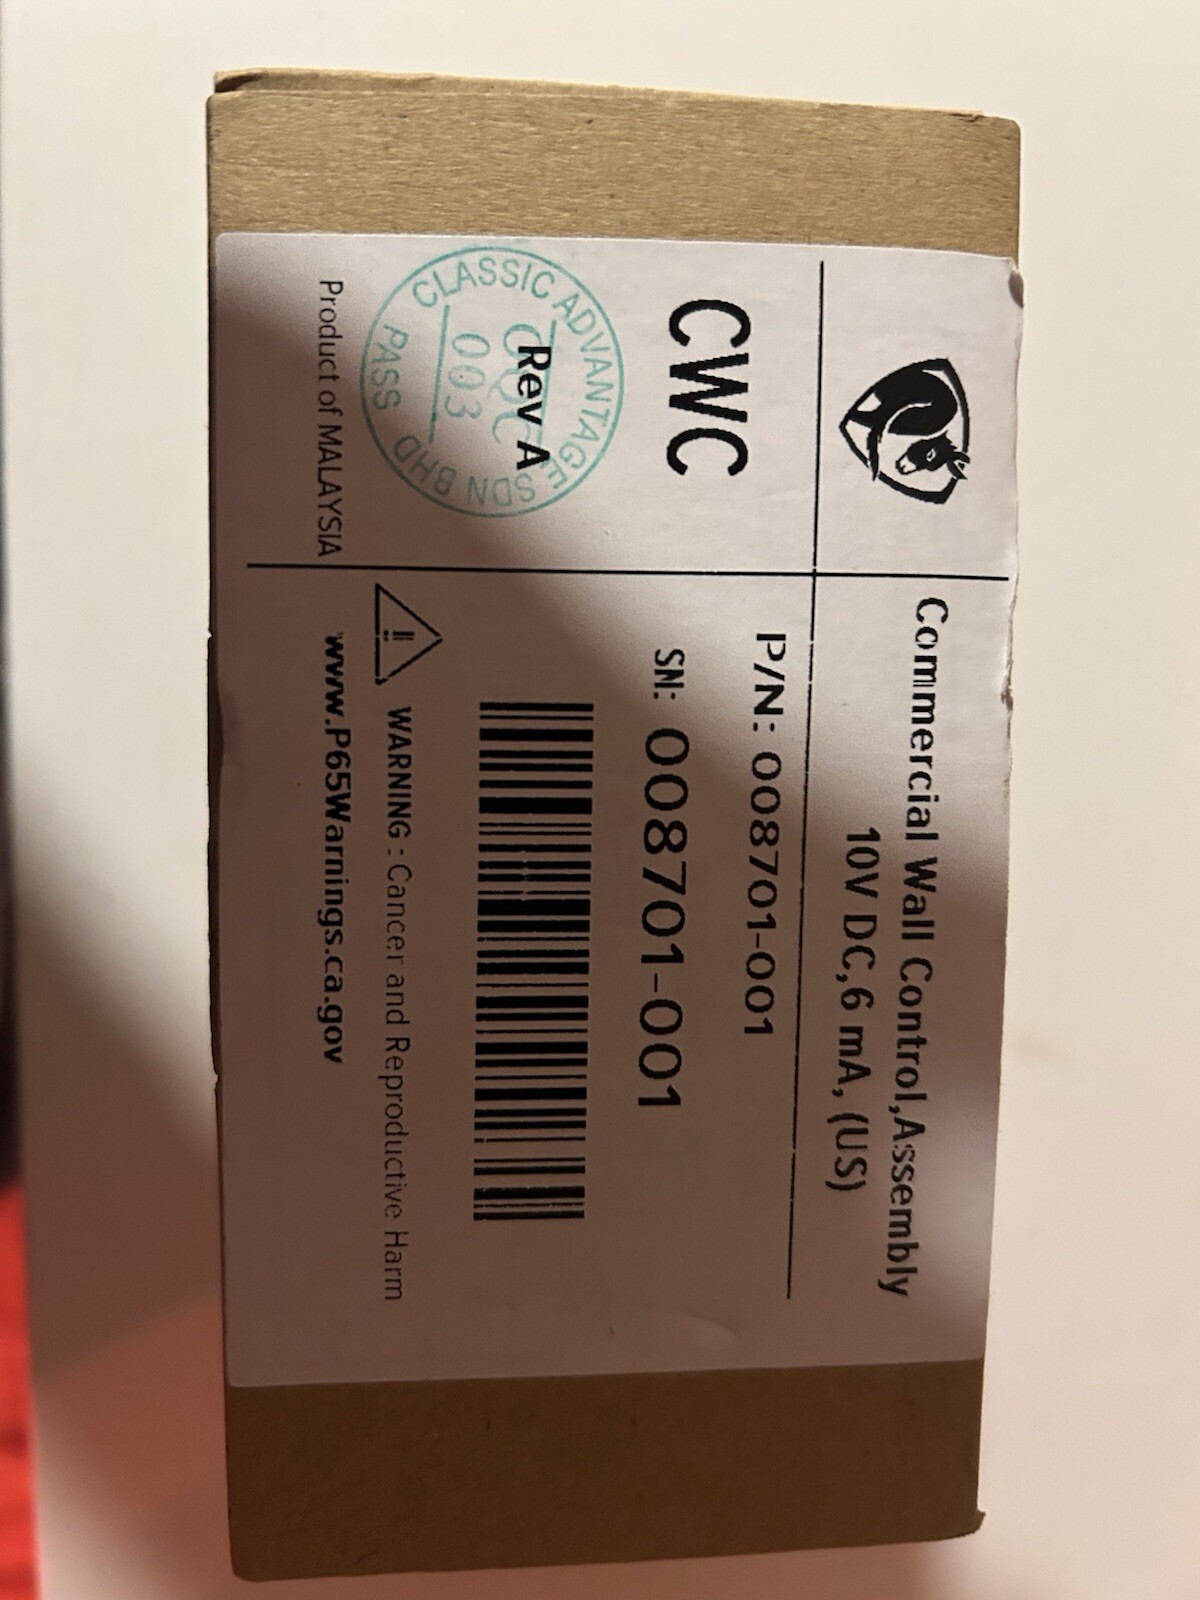 Commercial Wall Control,Assembly
10V DC,6 mA, (US)
CWC
Rev A
CLASSIC ADVANTAGE SDN BHD
003
PASS
Product of MALAYSIA
P/N: 008701-001
SN: 008701-001
WARNING : Cancer and Reproductive Harm
www.P65Warnings.ca.gov